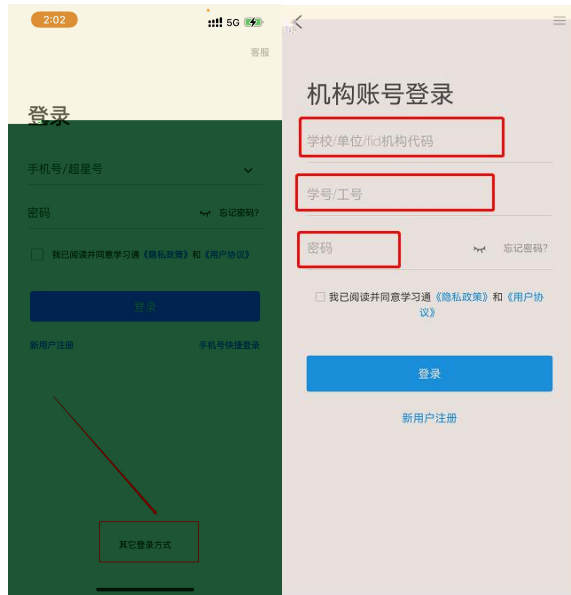 2:02
5G
客服
登录
手机号/超星号
密码
忘记密码?
我已阅读并同意学习通《隐私政策》和《用户协议》
登录
新用户注册
手机号快捷登录
其它登录方式
机构账号登录
学校/单位/fid机构代码
学号/工号
密码
忘记密码?
我已阅读并同意学习通《隐私政策》和《用户协
议》
登录
新用户注册